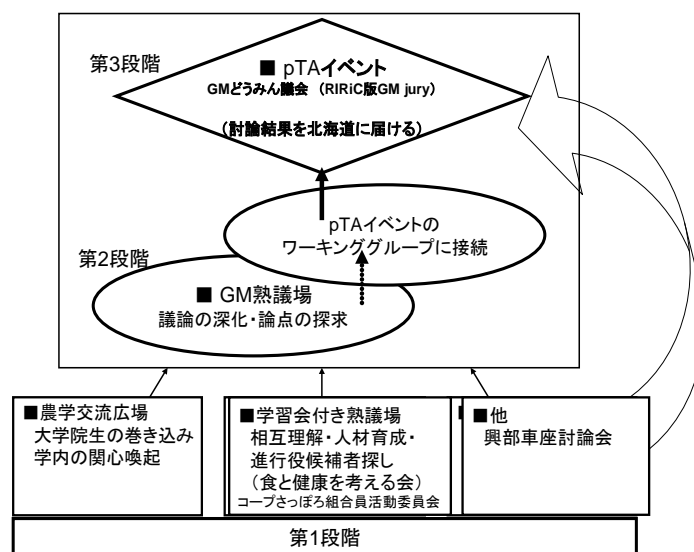 第3段階
■ pTAイベント
GMどうみん議会 (RIRiC版GM jury)
(討論結果を北海道に届ける)
pTAイベントの
ワーキンググループに接続
第2段階
■ GM熟議場
議論の深化・論点の探求
■農学交流広場
大学院生の巻き込み
学内の関心喚起
■学習会付き熟議場
相互理解・人材育成・
進行役候補者探し
(食と健康を考える会)
コープさっぽろ組合員活動委員会
■他
興部車座討論会
第1段階